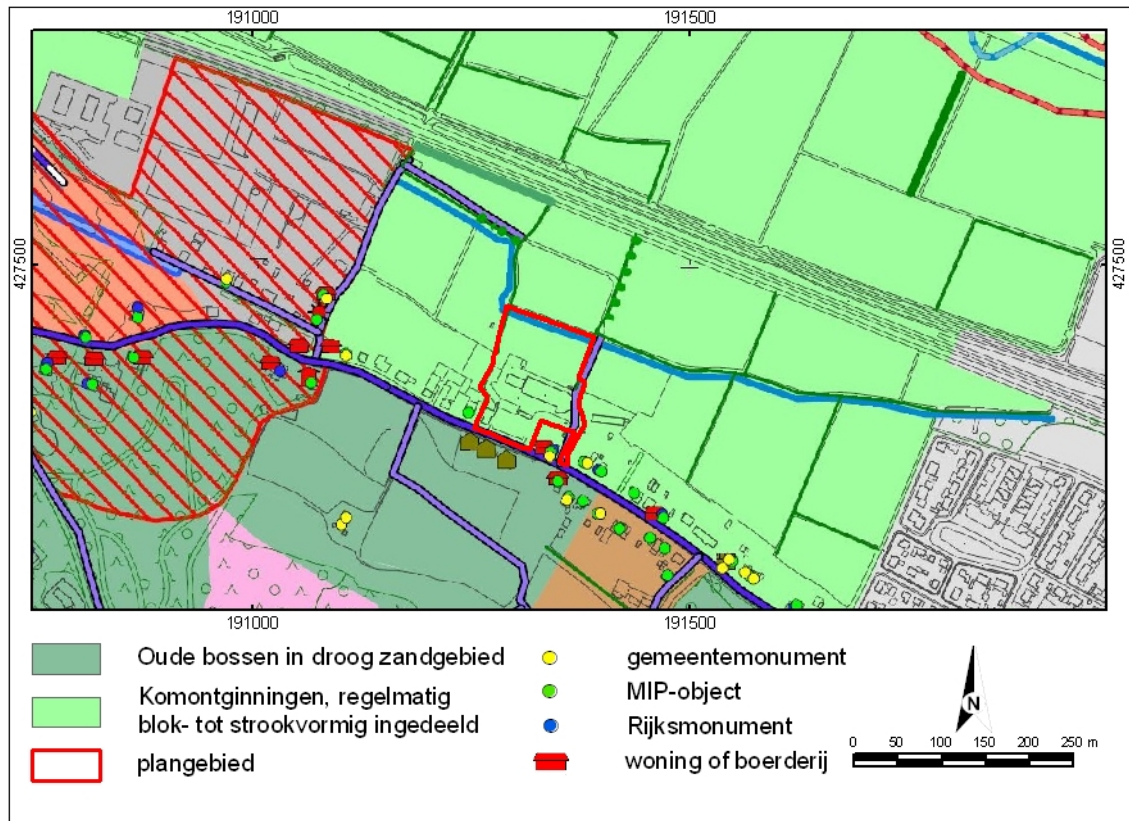 191000 191500
427500 427500
191000 191500
Oude bossen in droog zandgebied
Komontginningen, regelmatig
blok- tot strookvormig ingedeeld
plangebied
gemeentemonument
MIP-object
Rijksmonument
woning of boerderij
N
0 50 100 150 200 250 m